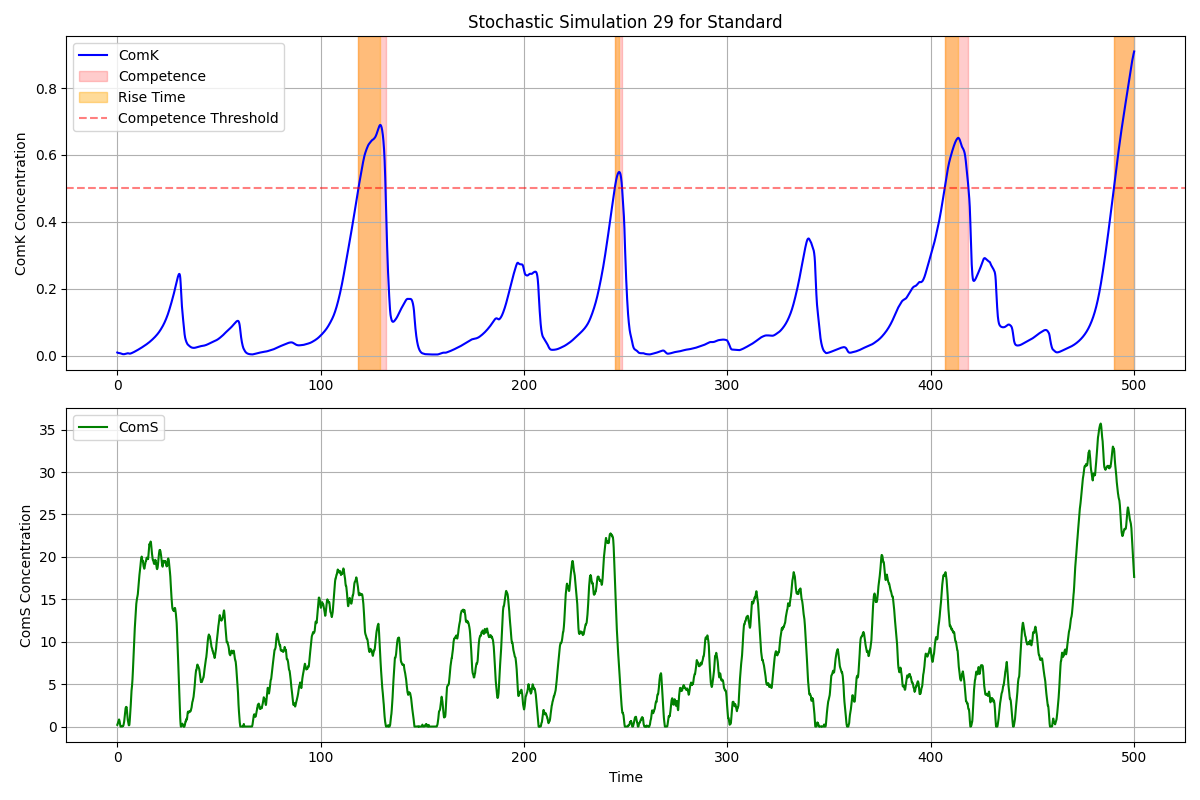 Stochastic Simulation 29 for Standard
ComK
Competence
Rise Time
Competence Threshold
ComK Concentration
0.8
0.6
0.4
0.2
0.0
0 100 200 300 400 500
ComS
ComS Concentration
35
30
25
20
15
10
5
0
0 100 200 300 400 500
Time